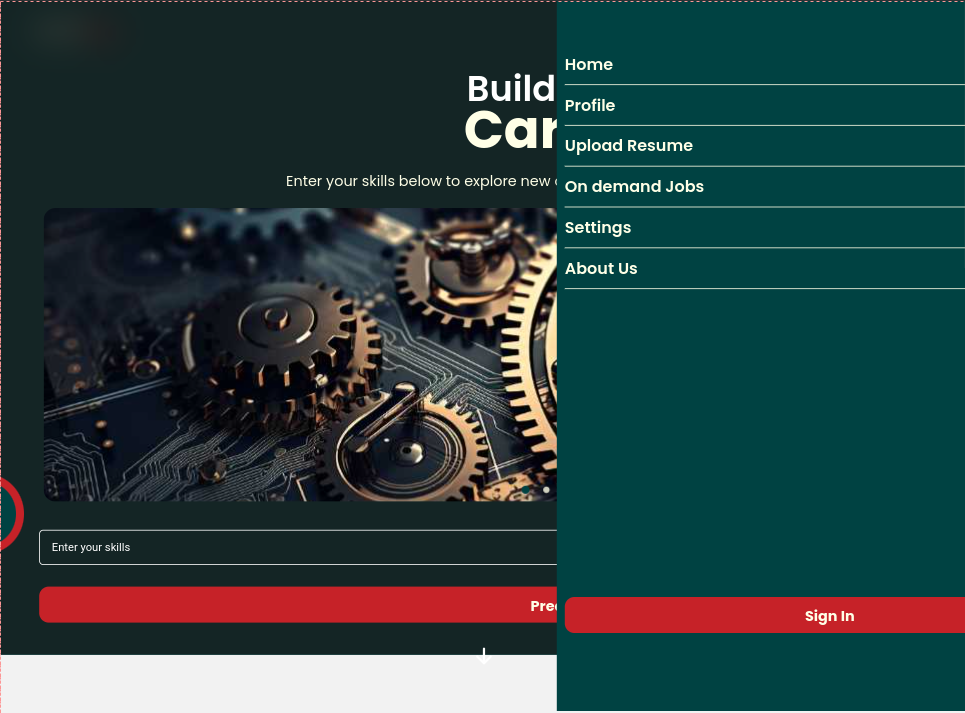 Build
Car
Enter your skills below to explore new
Enter your skills
Pre
Home
Profile
Upload Resume
On demand Jobs
Settings
About Us
Sign In